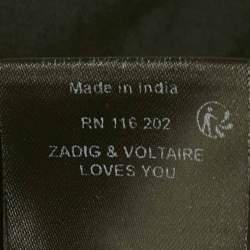 Made in India
RN 116 202
ZADIG & VOLTAIRE
LOVES YOU